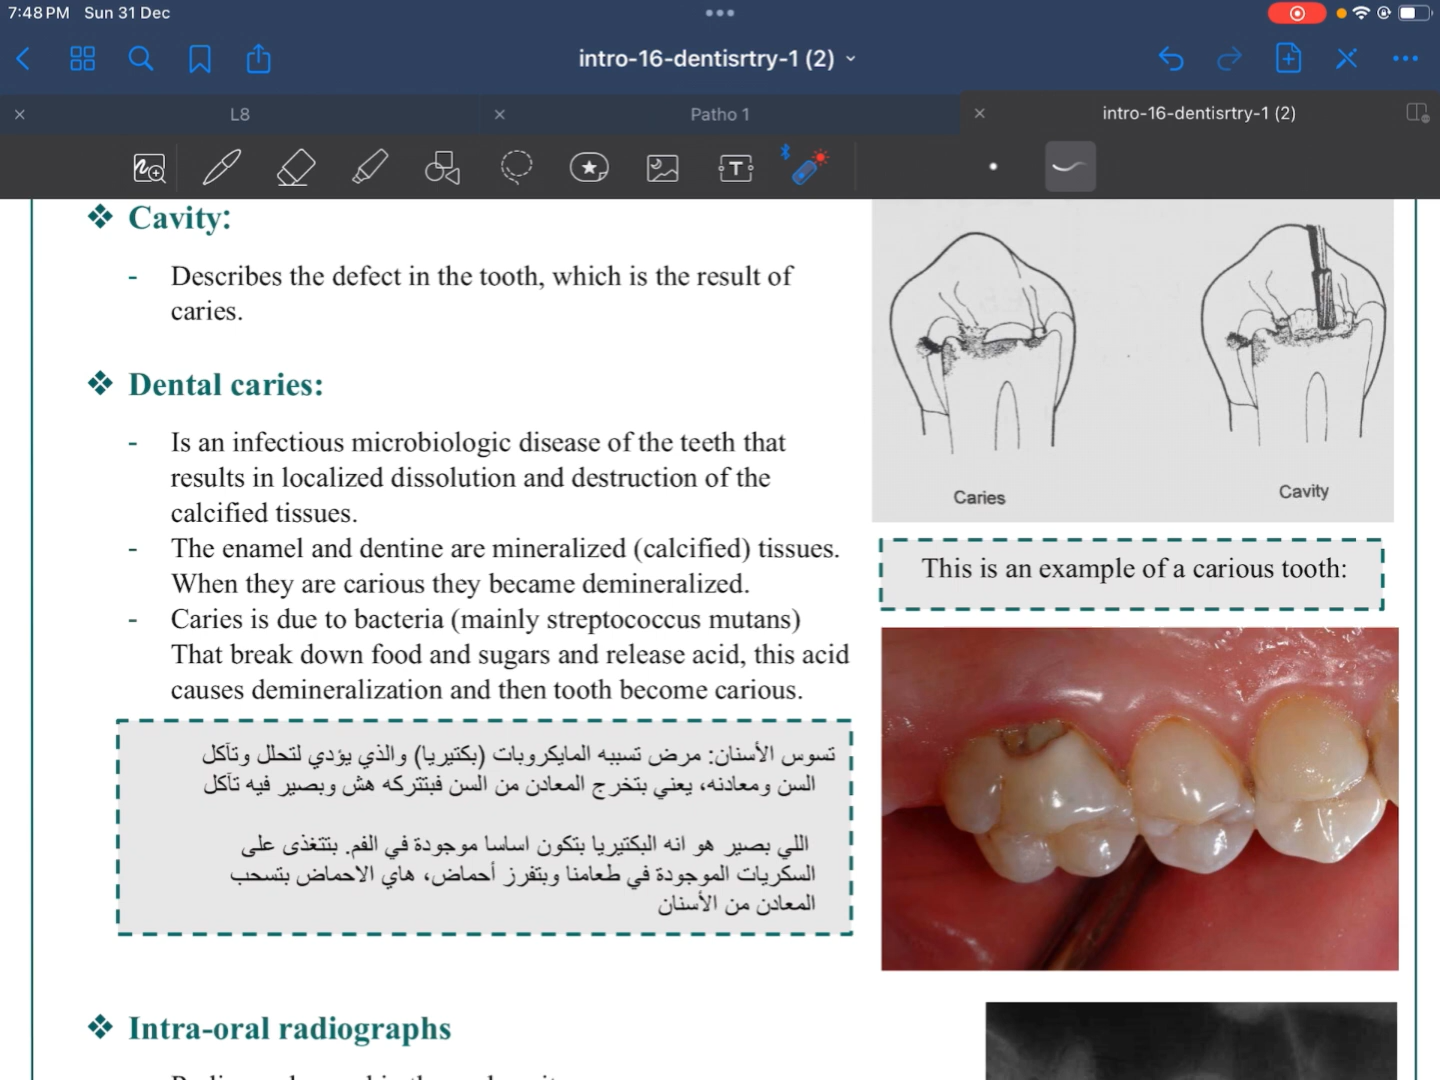 7:48 PM Sun 31 Dec
intro-16-dentisrtry-1 (2)
L8
Patho 1
intro-16-dentisrtry-1 (2)
T
❖ Cavity:
- Describes the defect in the tooth, which is the result of
caries.
❖ Dental caries:
- Is an infectious microbiologic disease of the teeth that
results in localized dissolution and destruction of the
calcified tissues.
- The enamel and dentine are mineralized (calcified) tissues.
When they are carious they became demineralized.
- Caries is due to bacteria (mainly streptococcus mutans)
That break down food and sugars and release acid, this acid
causes demineralization and then tooth become carious.
تسوس الأسنان: مرض تسببه المايكروبات (بكتيريا) والذي يؤدي لتحلل وتآكل
السن ومعادنه، يعني بتخرج المعادن من السن فبتتركه هش وبصير فيه تآكل
اللي بصير هو انه البكتيريا بتكون اساسا موجودة في الفم. بتتغذى على
السكريات الموجودة في طعامنا وبتفرز أحماض، هاي الاحماض بتسحب
المعادن من الأسنان
Caries
Cavity
This is an example of a carious tooth:
❖ Intra-oral radiographs